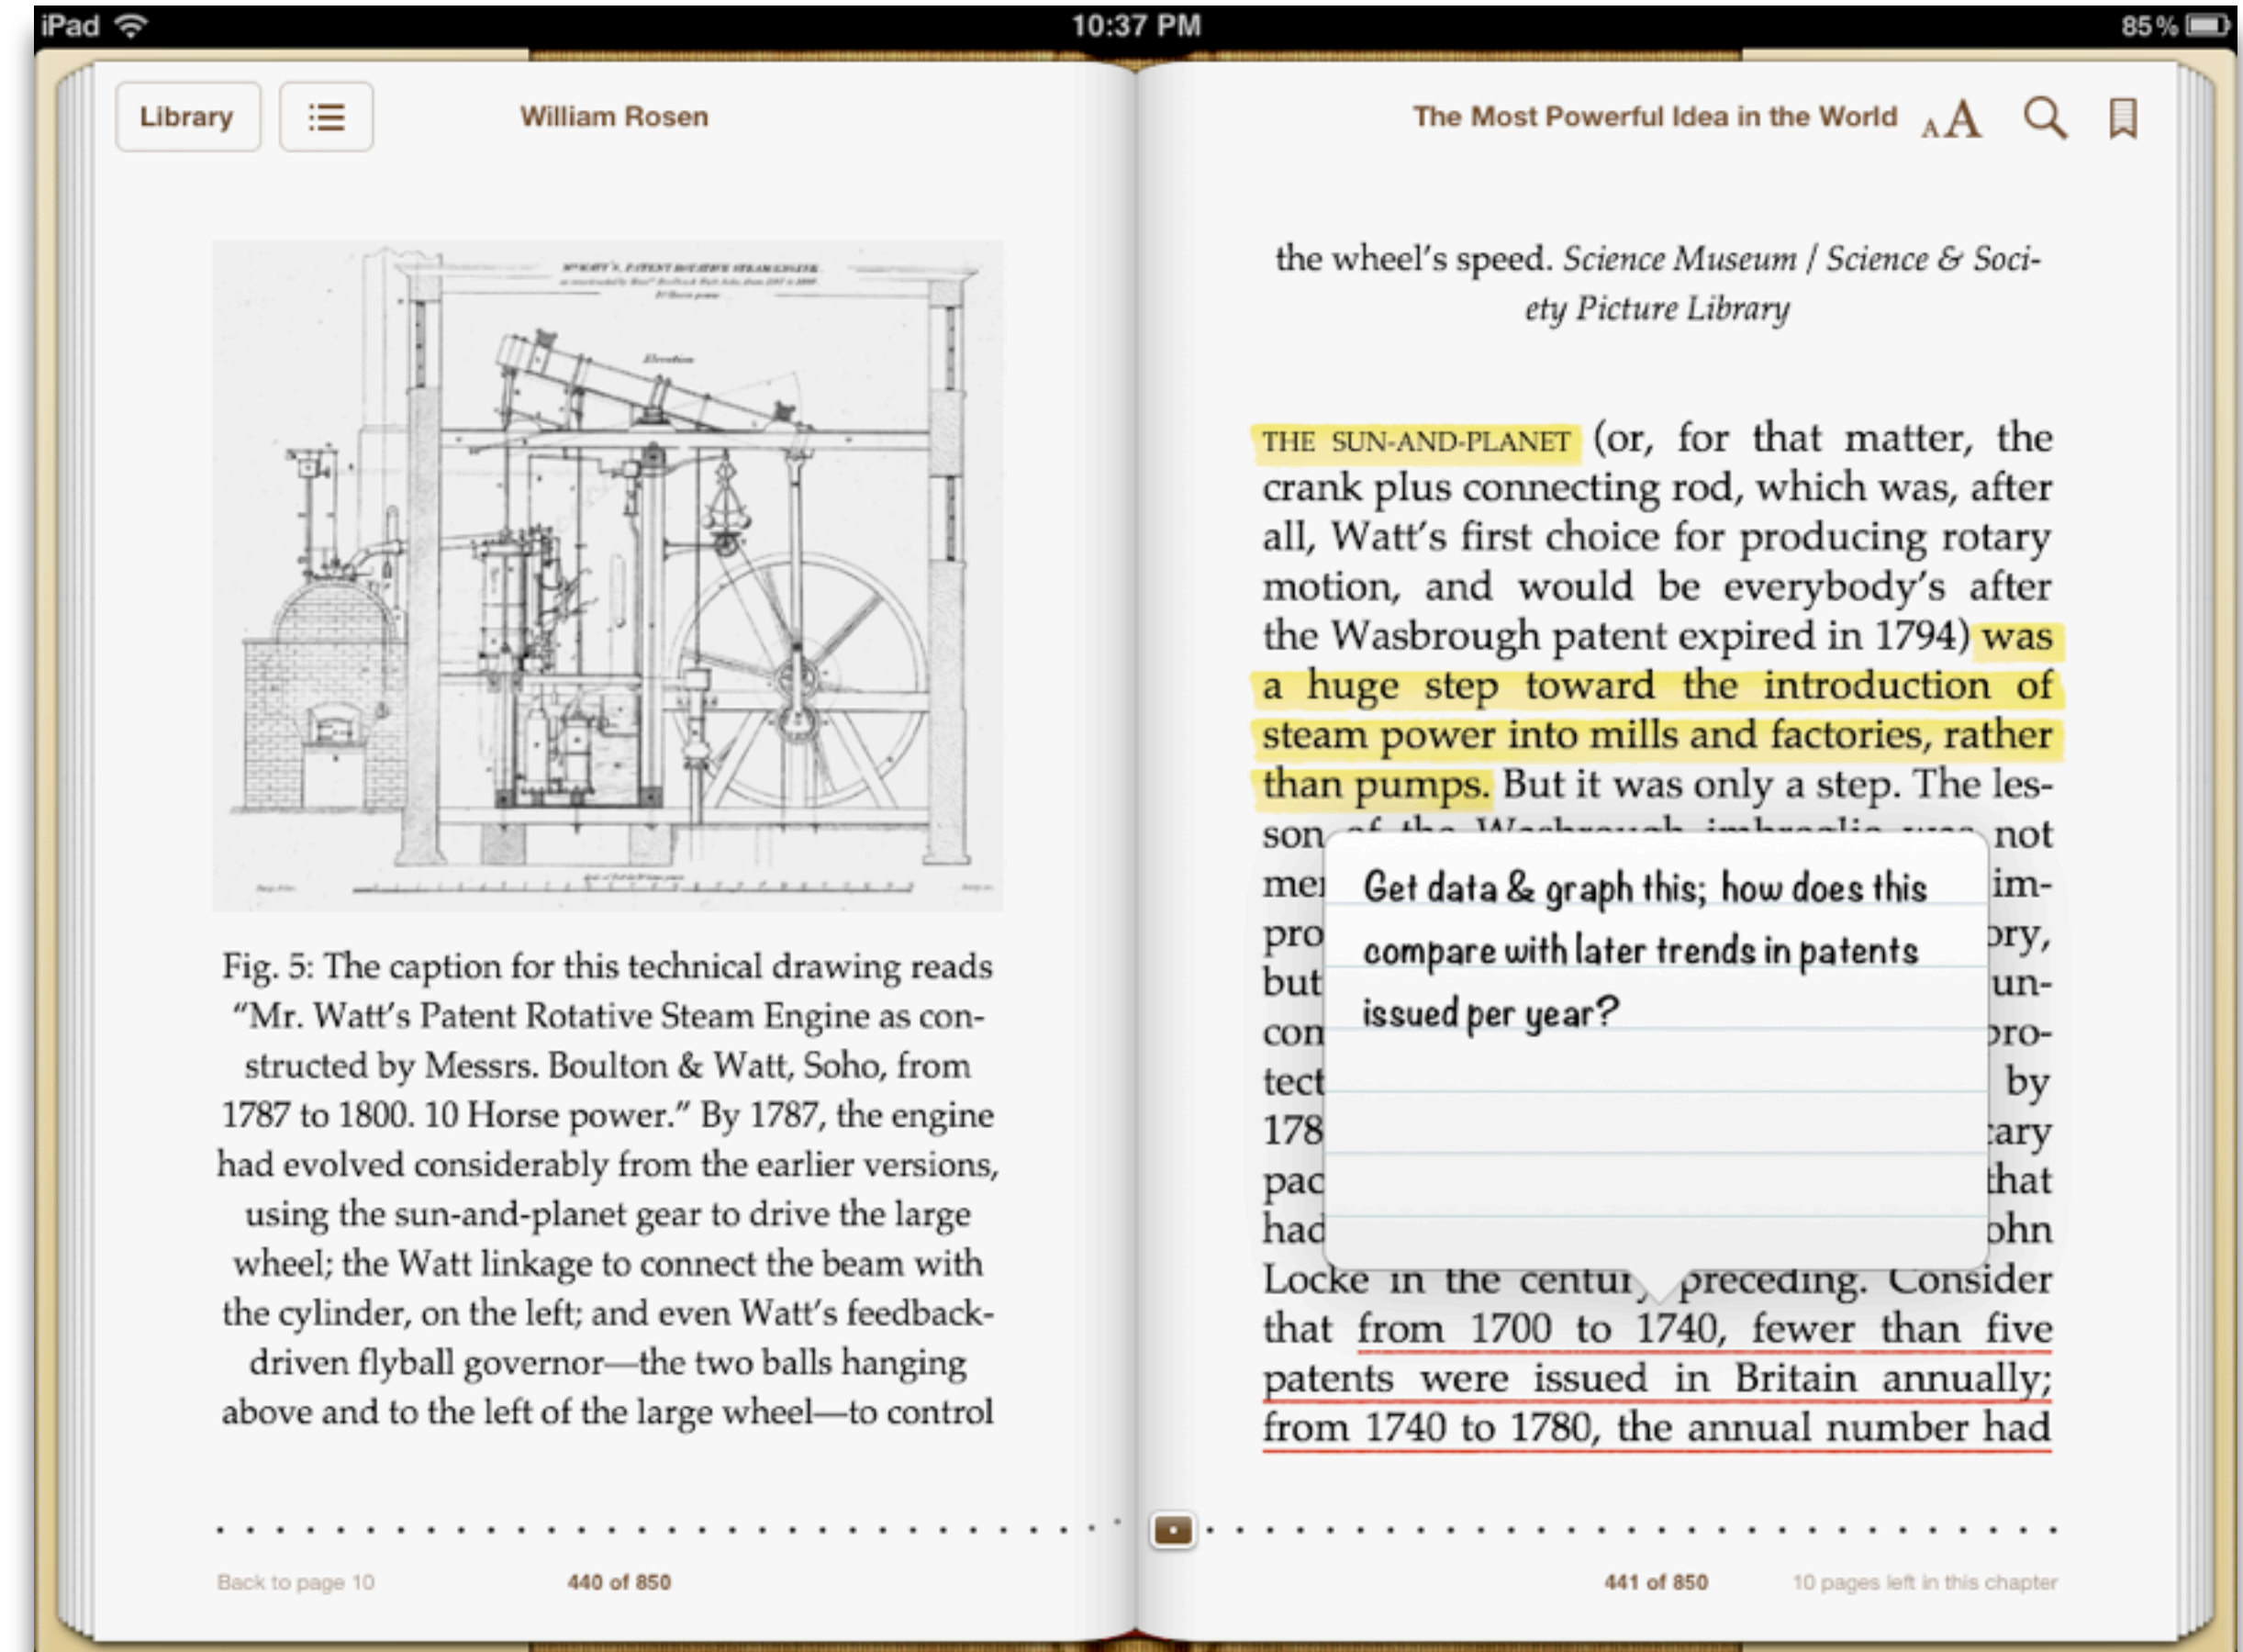 iPad
10:37 PM
85%
Library
William Rosen
The Most Powerful Idea in the World
AA
Elevation
Fig. 5: The caption for this technical drawing reads
“Mr. Watt’s Patent Rotative Steam Engine as con-
structed by Messrs. Boulton & Watt, Soho, from
1787 to 1800. 10 Horse power.” By 1787, the engine
had evolved considerably from the earlier versions,
using the sun-and-planet gear to drive the large
wheel; the Watt linkage to connect the beam with
the cylinder, on the left; and even Watt’s feedback-
driven flyball governor—the two balls hanging
above and to the left of the large wheel—to control
the wheel’s speed. Science Museum / Science & Soci-
ety Picture Library
THE SUN-AND-PLANET (or, for that matter, the
crank plus connecting rod, which was, after
all, Watt’s first choice for producing rotary
motion, and would be everybody’s after
the Wasbrough patent expired in 1794) was
a huge step toward the introduction of
steam power into mills and factories, rather
than pumps. But it was only a step. The les-
son of the Wasbrough imbroglio was not
im-
but
un-
by
that
had
Locke in the century preceding. Consider
that from 1700 to 1740, fewer than five
patents were issued in Britain annually;
from 1740 to 1780, the annual number had
Get data & graph this; how does this
compare with later trends in patents
issued per year?
Back to page 10
440 of 850
441 of 850
10 pages left in this chapter